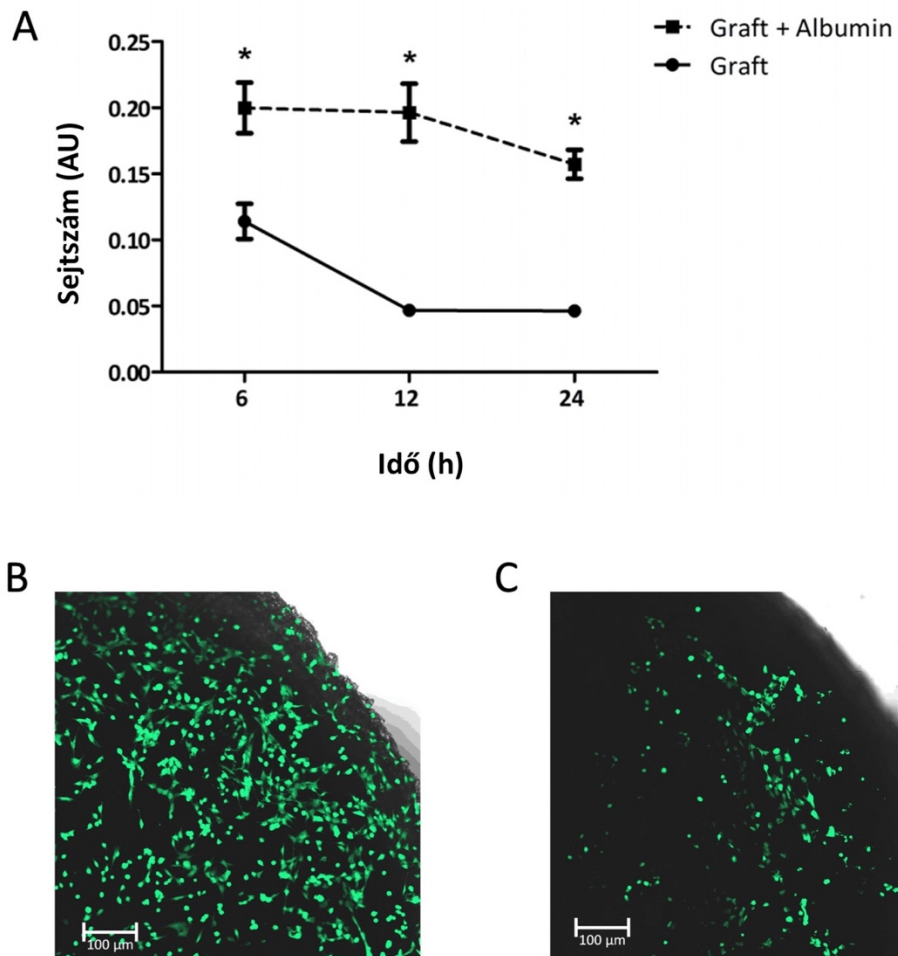 A
Graft + Albumin
Graft
Sejtszám (AU)
0.25
0.20
0.15
0.10
0.05
0.00
* * *
6 12 24
Idő (h)
B
100 µm
C
100 µm